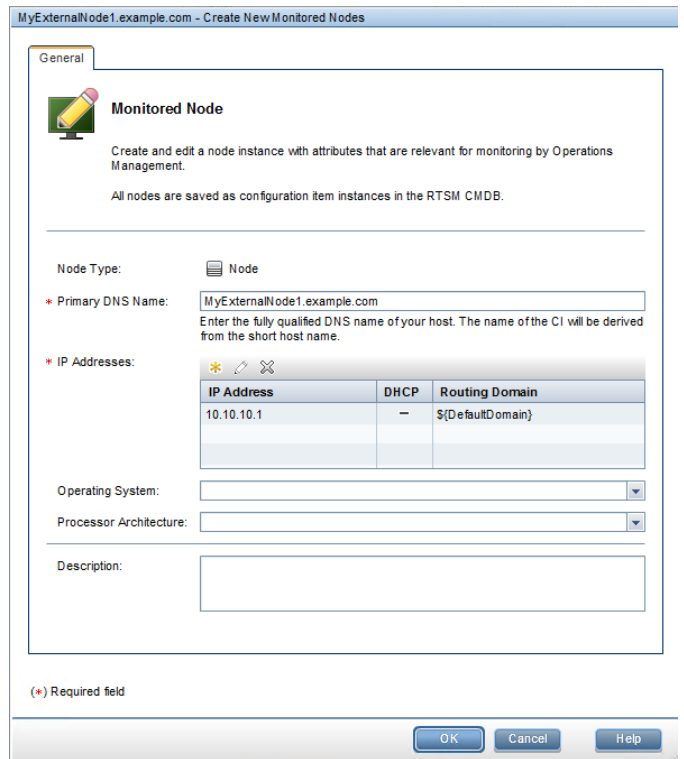 MyExternalNode1.example.com - Create New Monitored Nodes
General
Monitored Node
Create and edit a node instance with attributes that are relevant for monitoring by Operations
Management.
All nodes are saved as configuration item instances in the RTSM CMDB.
Node Type: Node
* Primary DNS Name: MyExternalNode1.example.com
Enter the fully qualified DNS name of your host. The name of the CI will be derived
from the short host name.
* IP Addresses:
IP Address DHCP Routing Domain
10.10.10.1 – ${DefaultDomain}
Operating System:
Processor Architecture:
Description:
(*) Required field
OK Cancel Help